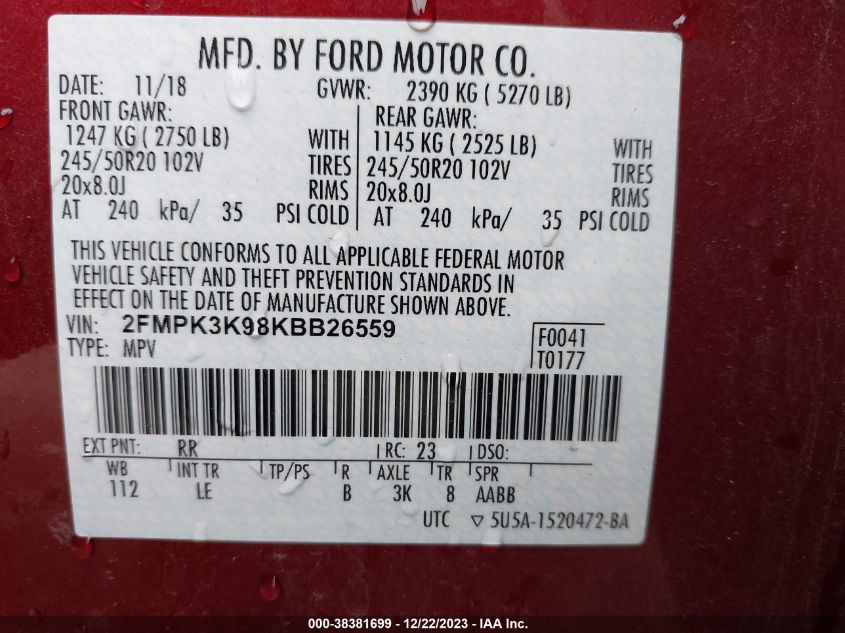 MFD. BY FORD MOTOR CO.
DATE: 11/18 GVWR: 2390 KG ( 5270 LB)
FRONT GAWR: REAR GAWR:
1247 KG ( 2750 LB) WITH 1145 KG ( 2525 LB) WITH
245/50R20 102V TIRES 245/50R20 102V TIRES
20x8.0J RIMS 20x8.0J RIMS
AT 240 kPa/ 35 PSI COLD AT 240 kPa/ 35 PSI COLD
THIS VEHICLE CONFORMS TO ALL APPLICABLE FEDERAL MOTOR
VEHICLE SAFETY AND THEFT PREVENTION STANDARDS IN
EFFECT ON THE DATE OF MANUFACTURE SHOWN ABOVE.
VIN: 2FMPK3K98KBB26559
TYPE: MPV
F0041
T0177
EXT PNT: RR RC: 23 DSO:
WB INT TR TP/PS R AXLE TR SPR
112 LE B 3K 8 AABB
UTC ▽ 5U5A-1520472-BA
000-38381699 - 12/22/2023 - IAA Inc.